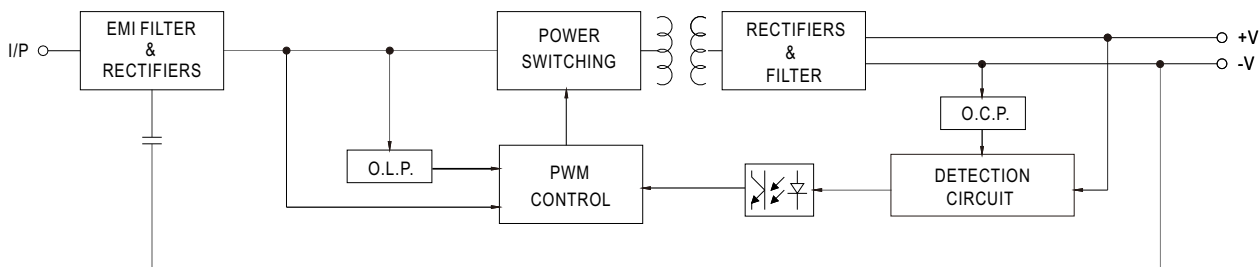 I/P
EMI FILTER
&
RECTIFIERS
POWER
SWITCHING
RECTIFIERS
&
FILTER
+V
-V
O.C.P.
O.L.P.
PWM
CONTROL
DETECTION
CIRCUIT